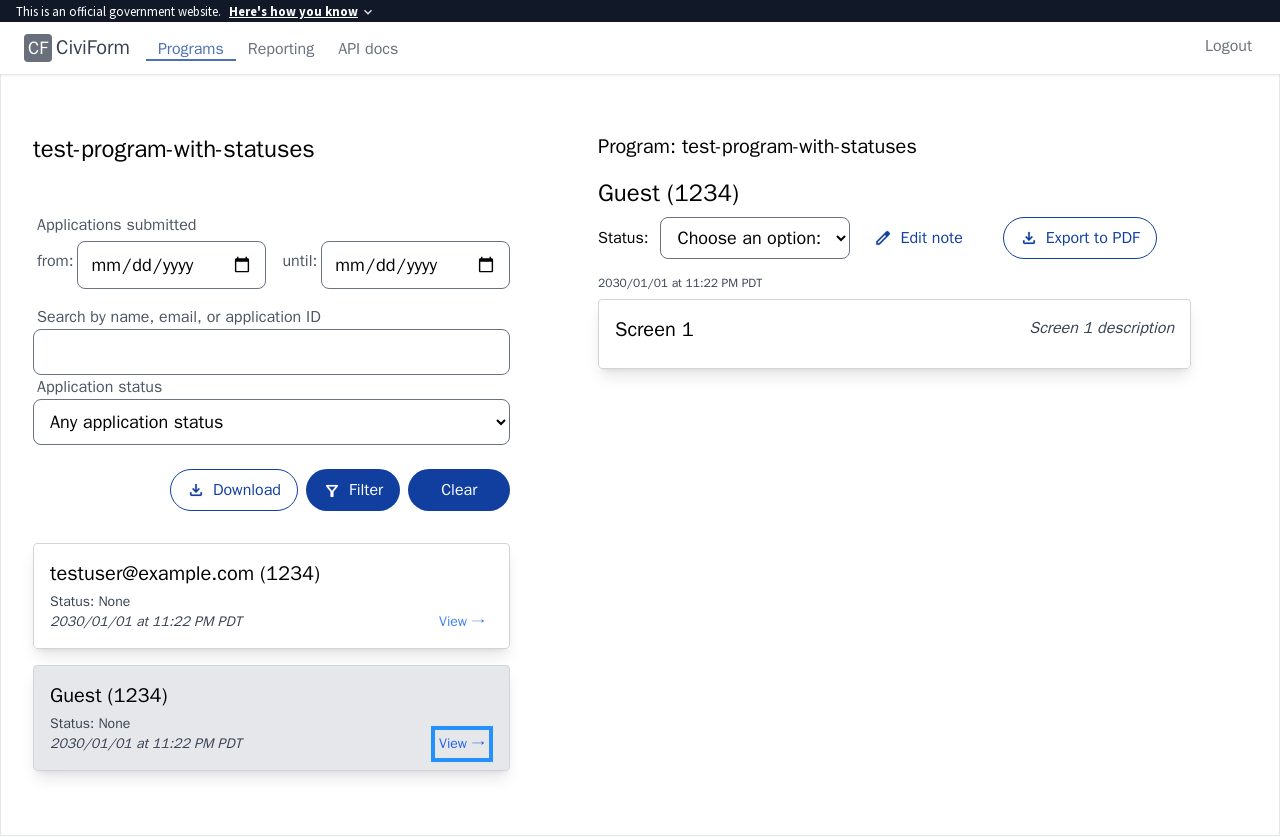 This is an official government website. Here's how you know
CF CiviForm Programs Reporting API docs Logout
test-program-with-statuses
Applications submitted
from: mm/dd/yyyy until: mm/dd/yyyy
Search by name, email, or application ID
Application status
Any application status
Download Filter Clear
testuser@example.com (1234)
Status: None
2030/01/01 at 11:22 PM PDT View →
Guest (1234)
Status: None
2030/01/01 at 11:22 PM PDT View →
Program: test-program-with-statuses
Guest (1234)
Status: Choose an option: Edit note Export to PDF
2030/01/01 at 11:22 PM PDT
Screen 1 Screen 1 description